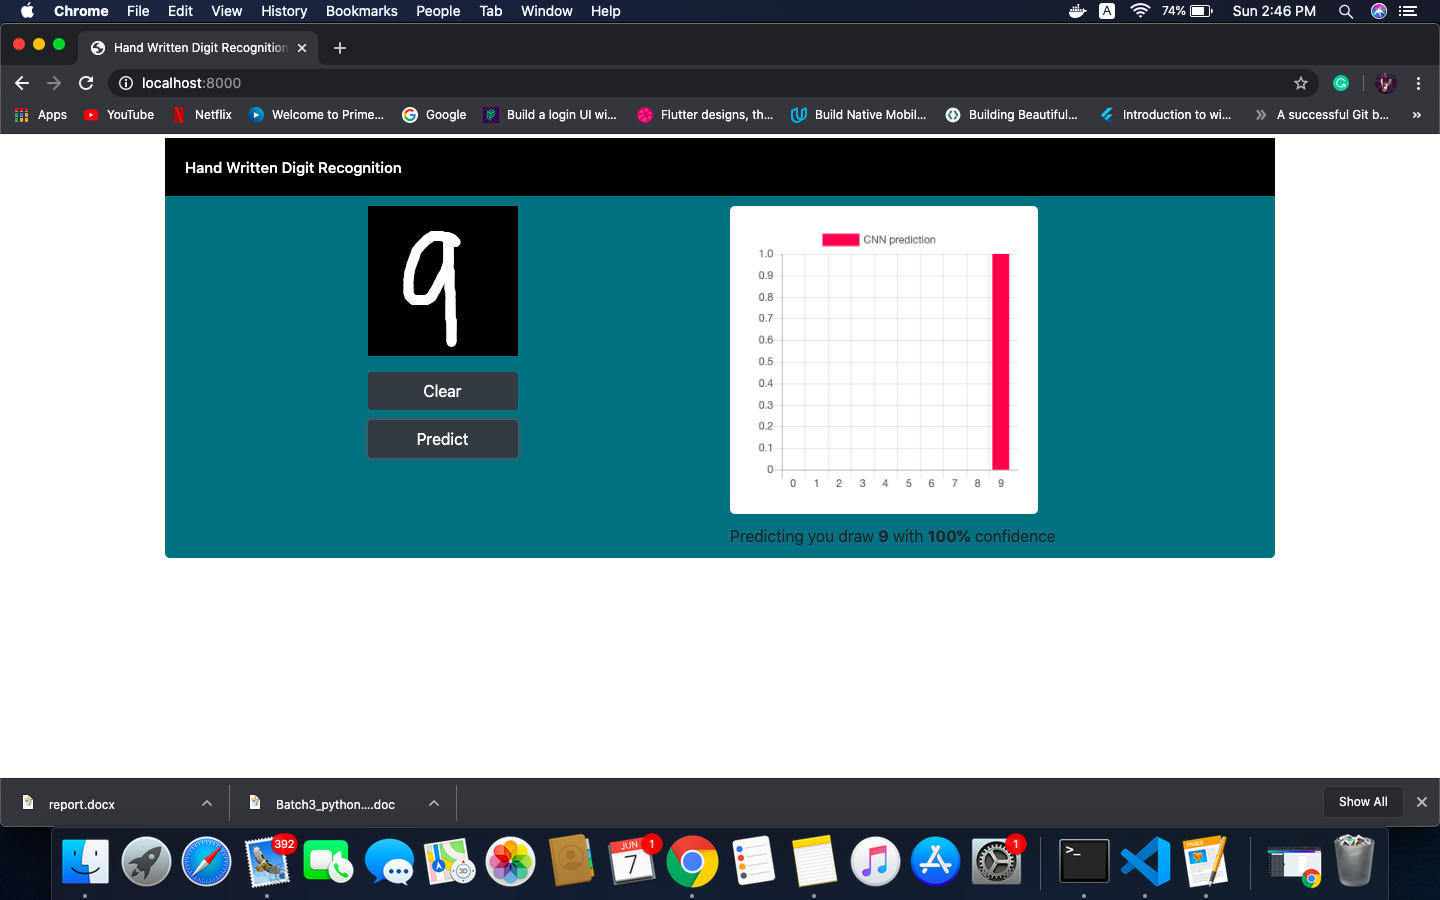 Chrome File Edit View History Bookmarks People Tab Window Help A 74% Sun 2:46 PM
Hand Written Digit Recognition
localhost:8000
Apps YouTube Netflix Welcome to Prime... Google Build a login UI wi... Flutter designs, th... Build Native Mobil... Building Beautiful... Introduction to wi... A successful Git b... »
Hand Written Digit Recognition
9
Clear
Predict
CNN prediction
1.0
0.9
0.8
0.7
0.6
0.5
0.4
0.3
0.2
0.1
0
0 1 2 3 4 5 6 7 8 9
Predicting you draw 9 with 100% confidence
report.docx Batch3_python....doc Show All
392 JUN 7 1 1 >_ PAGES
3D